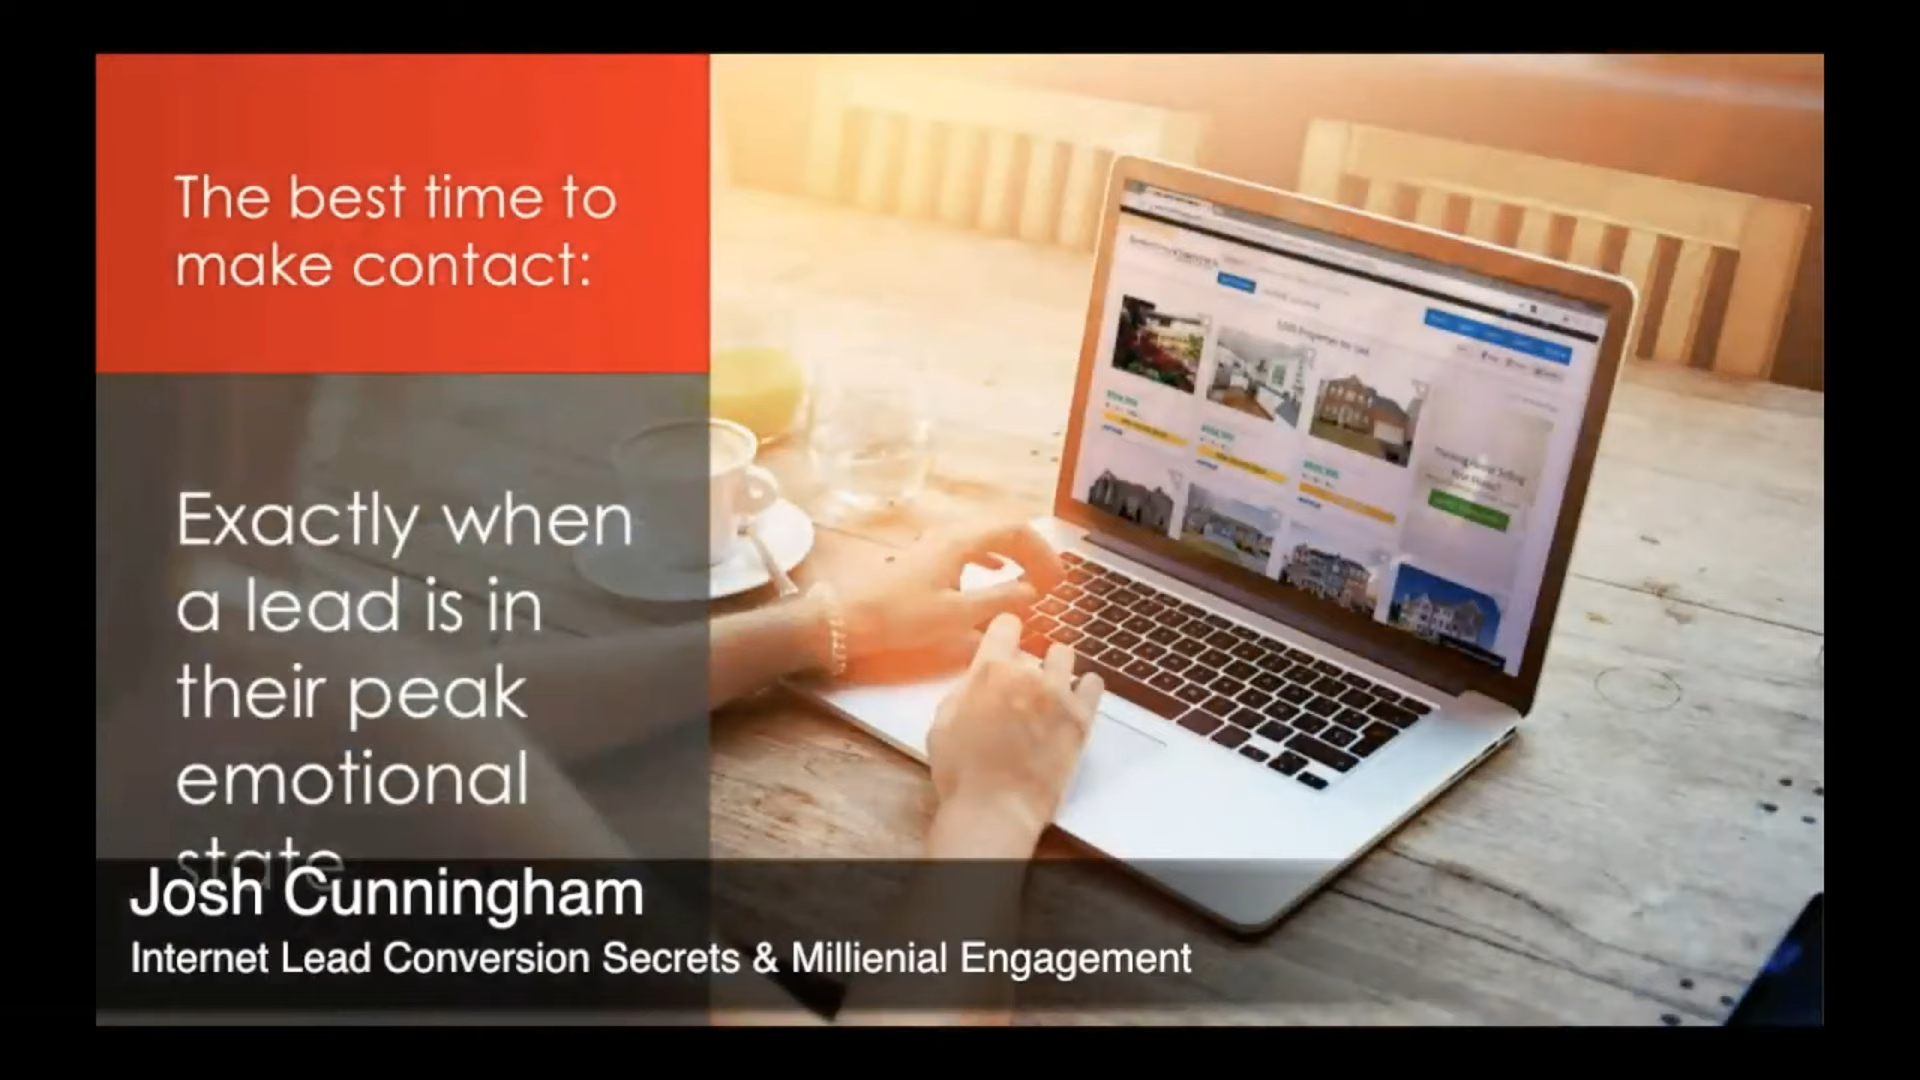 The best time to
make contact:
Exactly when
a lead is in
their peak
emotional
state
Josh Cunningham
Internet Lead Conversion Secrets & Millienial Engagement